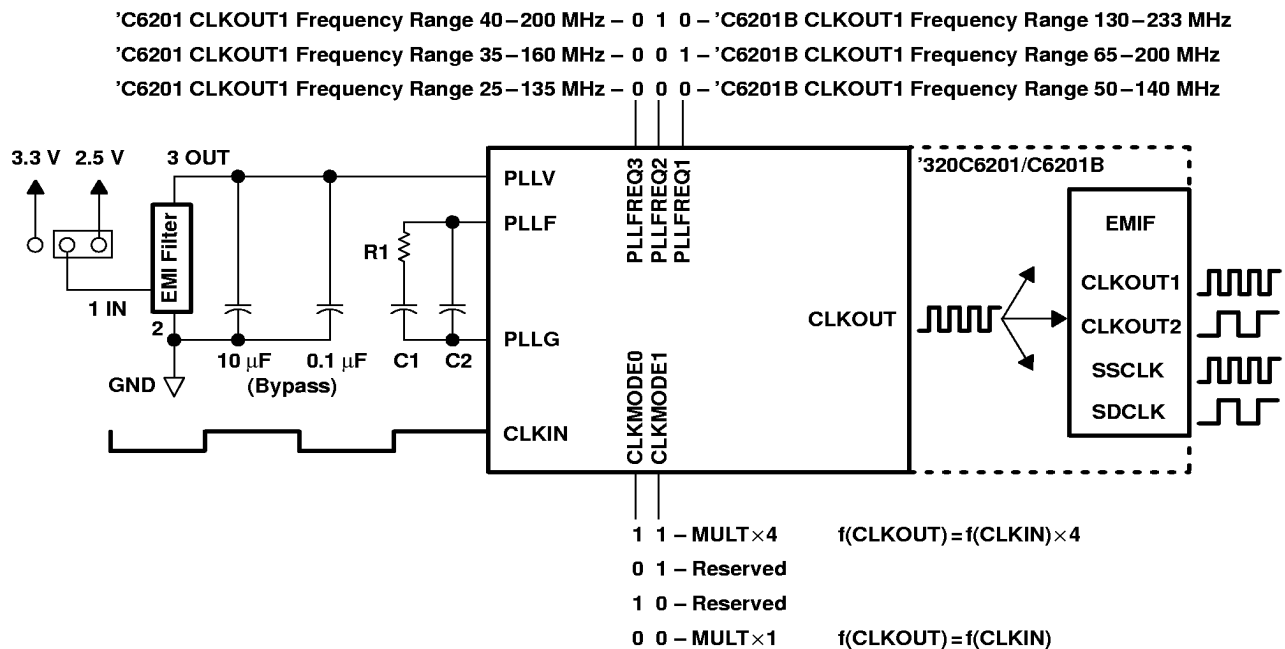 'C6201 CLKOUT1 Frequency Range 40–200 MHz – 0 1 0 – 'C6201B CLKOUT1 Frequency Range 130–233 MHz
'C6201 CLKOUT1 Frequency Range 35–160 MHz – 0 0 1 – 'C6201B CLKOUT1 Frequency Range 65–200 MHz
'C6201 CLKOUT1 Frequency Range 25–135 MHz – 0 0 0 – 'C6201B CLKOUT1 Frequency Range 50–140 MHz
3.3 V
2.5 V
3 OUT
EMI Filter
1 IN
2
GND
10 µF
0.1 µF
(Bypass)
R1
C1
C2
PLLV
PLLF
PLLG
CLKIN
PLLFREQ3
PLLFREQ2
PLLFREQ1
CLKMODE0
CLKMODE1
CLKOUT
'320C6201/C6201B
EMIF
CLKOUT1
CLKOUT2
SSCLK
SDCLK
1 1 – MULT×4 f(CLKOUT)=f(CLKIN)×4
0 1 – Reserved
1 0 – Reserved
0 0 – MULT×1 f(CLKOUT)=f(CLKIN)